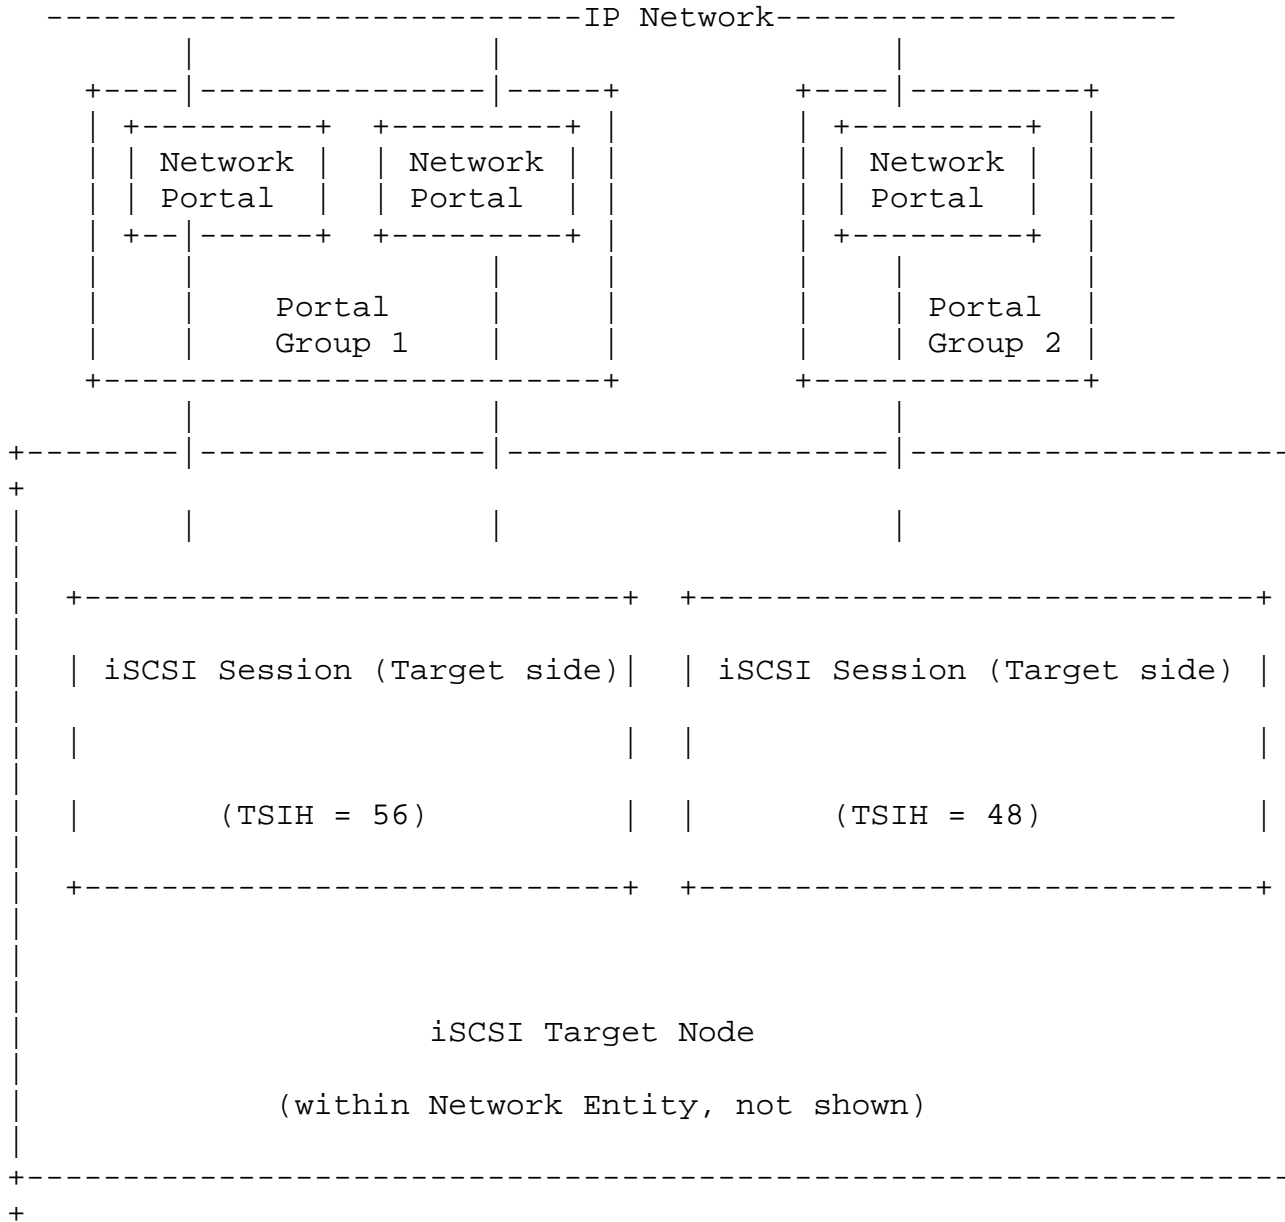 ----------------------------IP Network---------------------
         |               |                     |
    +----|---------------|-----+          +----|---------+
    | +---------+  +---------+ |          | +---------+  |
    | | Network |  | Network | |          | | Network |  |
    | | Portal  |  | Portal  | |          | | Portal  |  |
    | +--|------+  +---------+ |          | +---------+  |
    |    |               |     |          |    |         |
    |    |    Portal     |     |          |    | Portal  |
    |    |    Group 1    |     |          |    | Group 2 |
    +--------------------------+          +--------------+
         |               |                     |
+--------|---------------|--------------------|--------------------
+
|        |               |                     |
|
|  +----------------------------+  +-----------------------------+
|
|  | iSCSI Session (Target side)|  | iSCSI Session (Target side) |
|
|  |                            |  |                             |
|
|  |       (TSIH = 56)          |  |       (TSIH = 48)           |
|
|  +----------------------------+  +-----------------------------+
|
|
|
|                     iSCSI Target Node
|
|             (within Network Entity, not shown)
|
+------------------------------------------------------------------
+